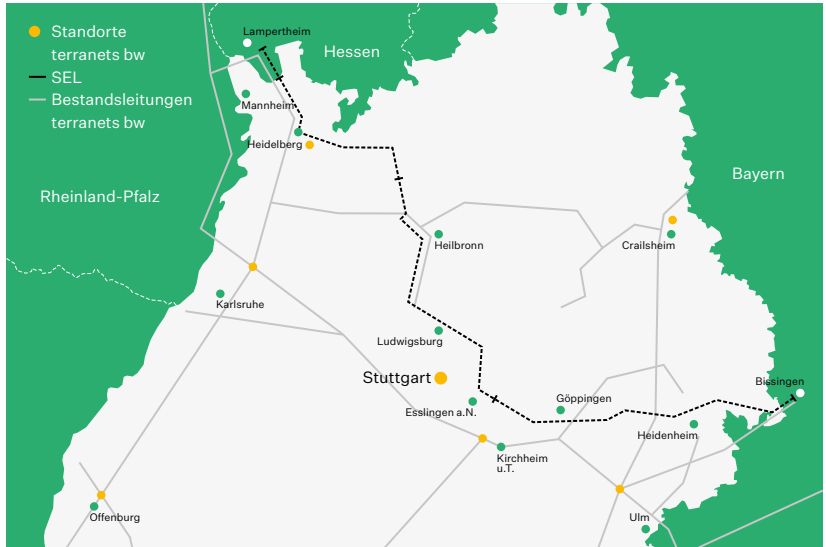 Standorte
terranets bw
SEL
Bestandsleitungen
terranets bw
Lampertheim
Hessen
Mannheim
Heidelberg
Rheinland-Pfalz
Bayern
Heilbronn
Crailsheim
Karlsruhe
Ludwigsburg
Stuttgart
Bissingen
Göppingen
Esslingen a.N.
Heidenheim
Kirchheim
u.T.
Offenburg
Ulm